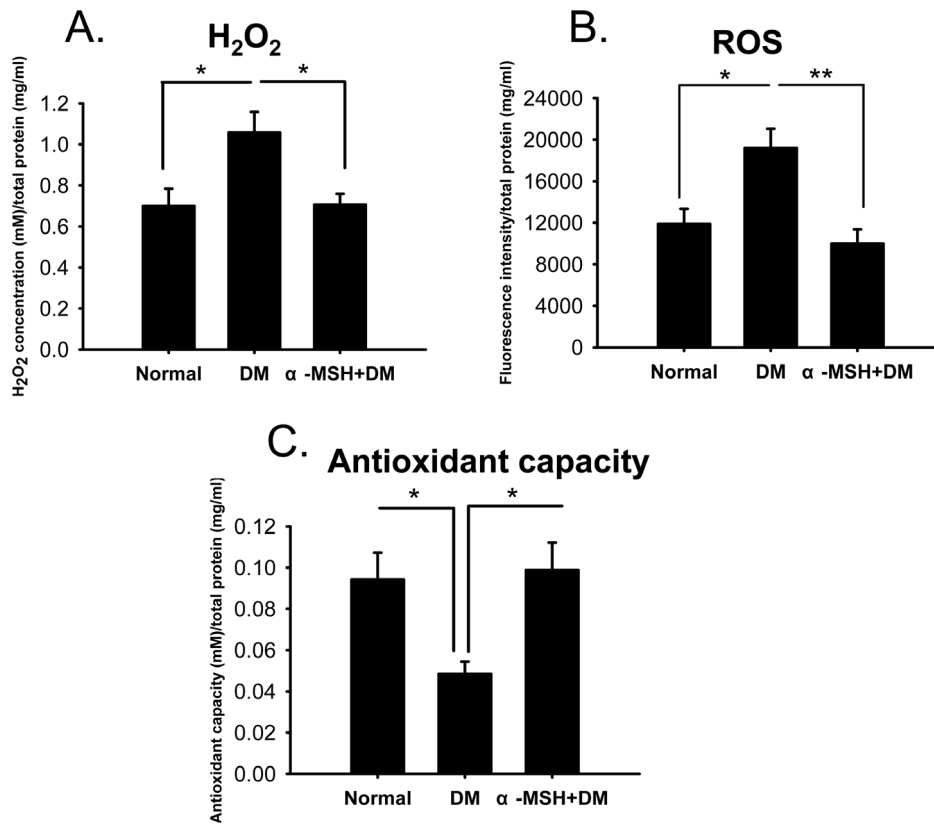 A.
H₂O₂
* *
H₂O₂ concentration (mM)/total protein (mg/ml)
1.2
1.0
0.8
0.6
0.4
0.2
0.0
Normal DM α -MSH+DM
B.
ROS
* **
Fluorescence intensity/total protein (mg/ml)
24000
20000
16000
12000
8000
4000
0
Normal DM α -MSH+DM
C.
Antioxidant capacity
* *
Antioxidant capacity (mM)/total protein (mg/ml)
0.12
0.10
0.08
0.06
0.04
0.02
0.00
Normal DM α -MSH+DM